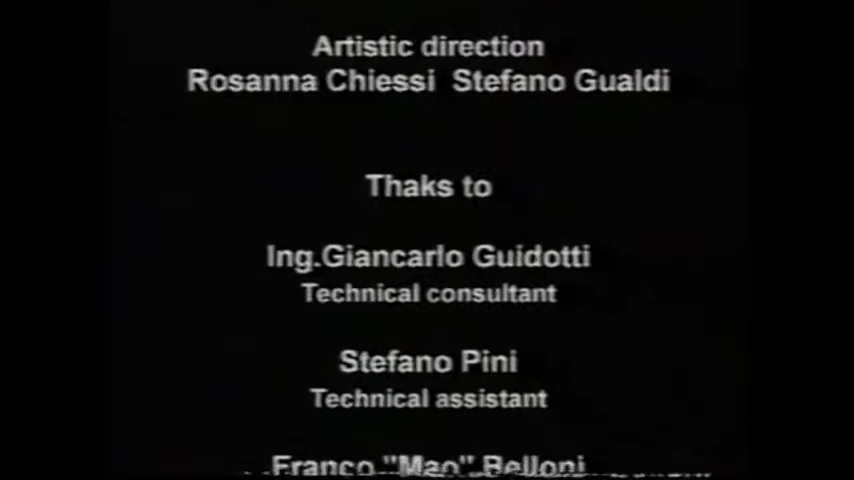 Artistic direction
Rosanna Chiessi Stefano Gualdi
Thaks to
Ing.Giancarlo Guidotti
Technical consultant
Stefano Pini
Technical assistant
Franco "Mao" Belloni